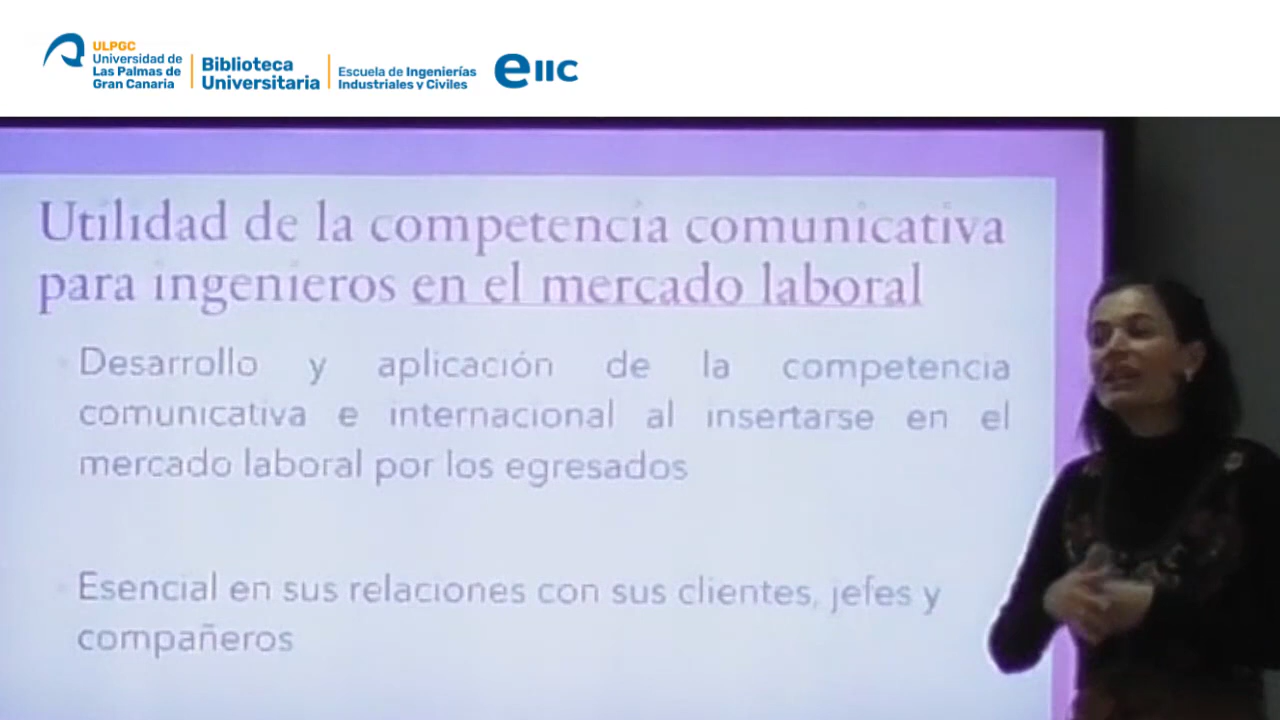 ULPGC
Universidad de
Las Palmas de
Gran Canaria
Biblioteca
Universitaria
Escuela de Ingenierías
Industriales y Civiles
eiic
Utilidad de la competencia comunicativa
para ingenieros en el mercado laboral
Desarrollo y aplicación de la competencia
comunicativa e internacional al insertarse en el
mercado laboral por los egresados
Esencial en sus relaciones con sus clientes, jefes y
compañeros